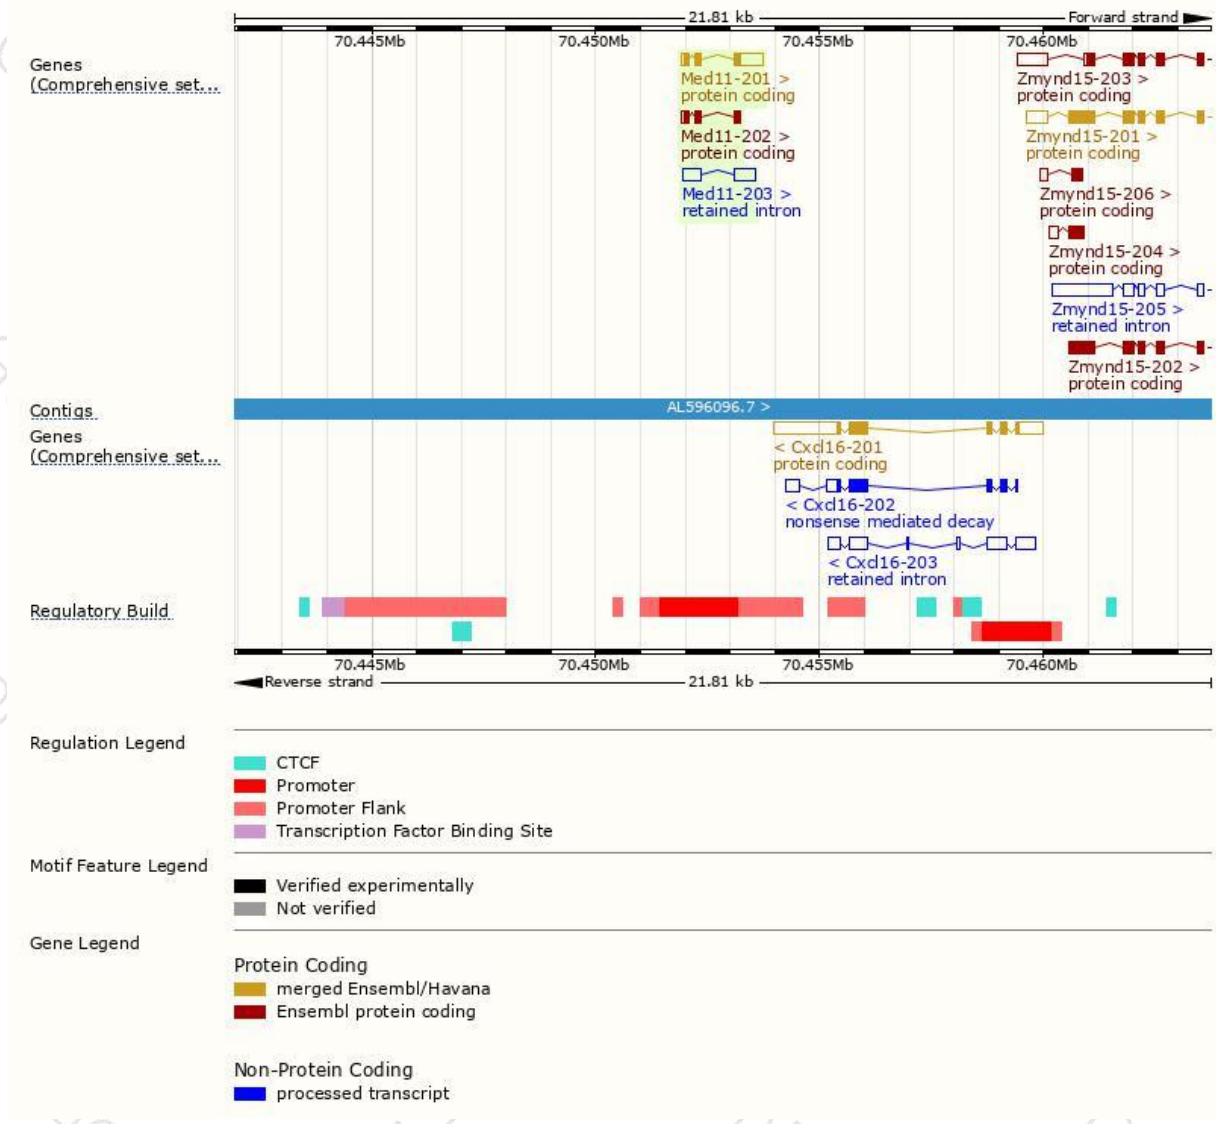 21.81 kb Forward strand
70.445Mb 70.450Mb 70.455Mb 70.460Mb
Genes
(Comprehensive set...
Med11-201 >
protein coding
Med11-202 >
protein coding
Med11-203 >
retained intron
Zmynd15-203 >
protein coding
Zmynd15-201 >
protein coding
Zmynd15-206 >
protein coding
Zmynd15-204 >
protein coding
Zmynd15-205 >
retained intron
Zmynd15-202 >
protein coding
Contigs
AL596096.7 >
Genes
(Comprehensive set...
< Cxcl16-201
protein coding
< Cxcl16-202
nonsense mediated decay
< Cxcl16-203
retained intron
Regulatory Build
70.445Mb 70.450Mb 70.455Mb 70.460Mb
Reverse strand 21.81 kb
Regulation Legend
CTCF
Promoter
Promoter Flank
Transcription Factor Binding Site
Motif Feature Legend
Verified experimentally
Not verified
Gene Legend
Protein Coding
merged Ensembl/Havana
Ensembl protein coding
Non-Protein Coding
processed transcript